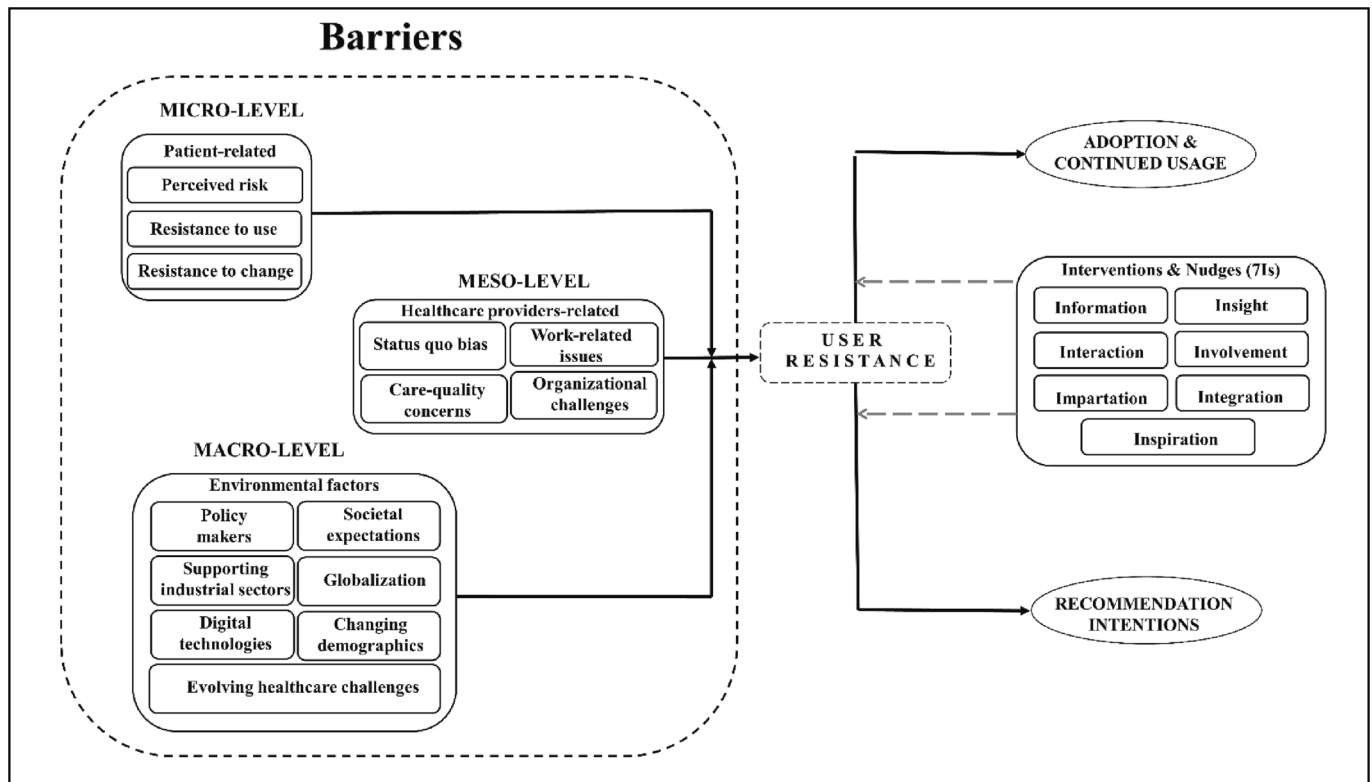 Barriers
MICRO-LEVEL
Patient-related
Perceived risk
Resistance to use
Resistance to change
MESO-LEVEL
Healthcare providers-related
Status quo bias
Work-related
issues
Care-quality
concerns
Organizational
challenges
MACRO-LEVEL
Environmental factors
Policy
makers
Societal
expectations
Supporting
industrial sectors
Globalization
Digital
technologies
Changing
demographics
Evolving healthcare challenges
USER
RESISTANCE
ADOPTION &
CONTINUED USAGE
Interventions & Nudges (7Is)
Information
Insight
Interaction
Involvement
Impartation
Integration
Inspiration
RECOMMENDATION
INTENTIONS